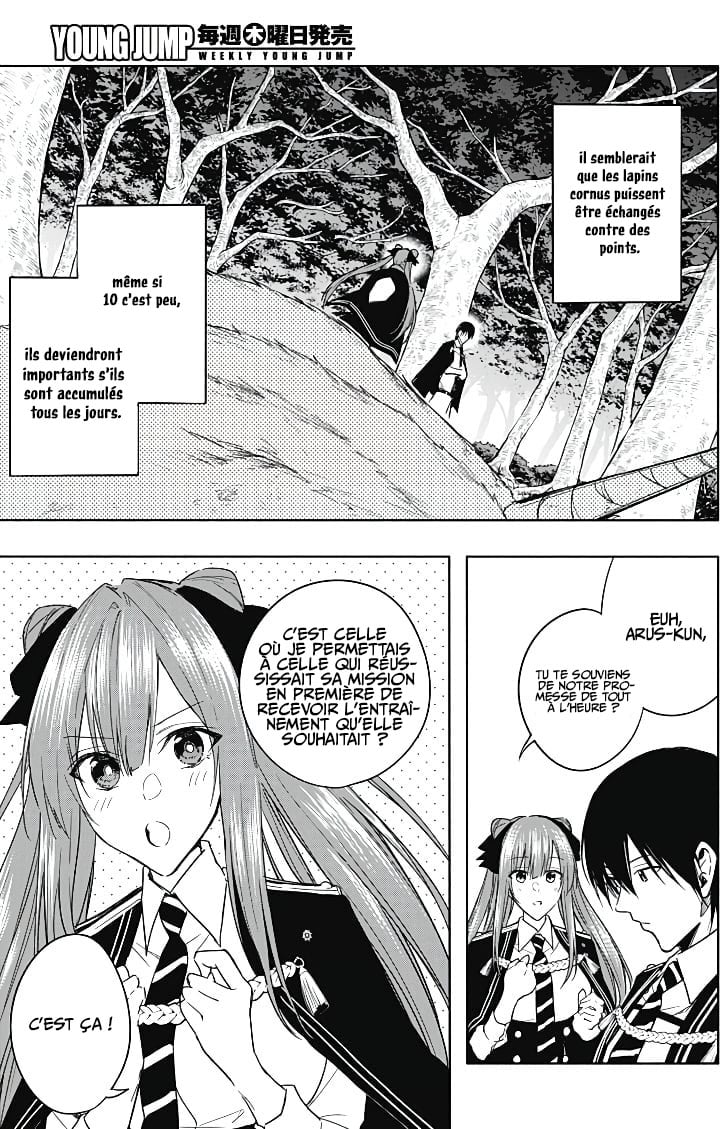 YOUNG JUMP 毎週木曜日発売
WEEKLY YOUNG JUMP
il semblerait
que les lapins
cornus puissent
être échangés
contre des
points.
même si
10 c'est peu,
ils deviendront
importants s'ils
sont accumulés
tous les jours.
EUH,
ARUS-KUN,
TU TE SOUVIENS
DE NOTRE PRO-
MESSE DE TOUT
À L'HEURE ?
C'EST CELLE
OÙ JE PERMETTAIS
À CELLE QUI RÉUS-
SISSAIT SA MISSION
EN PREMIÈRE DE
RECEVOIR L'ENTRAÎ-
NEMENT QU'ELLE
SOUHAITAIT ?
C'EST ÇA !